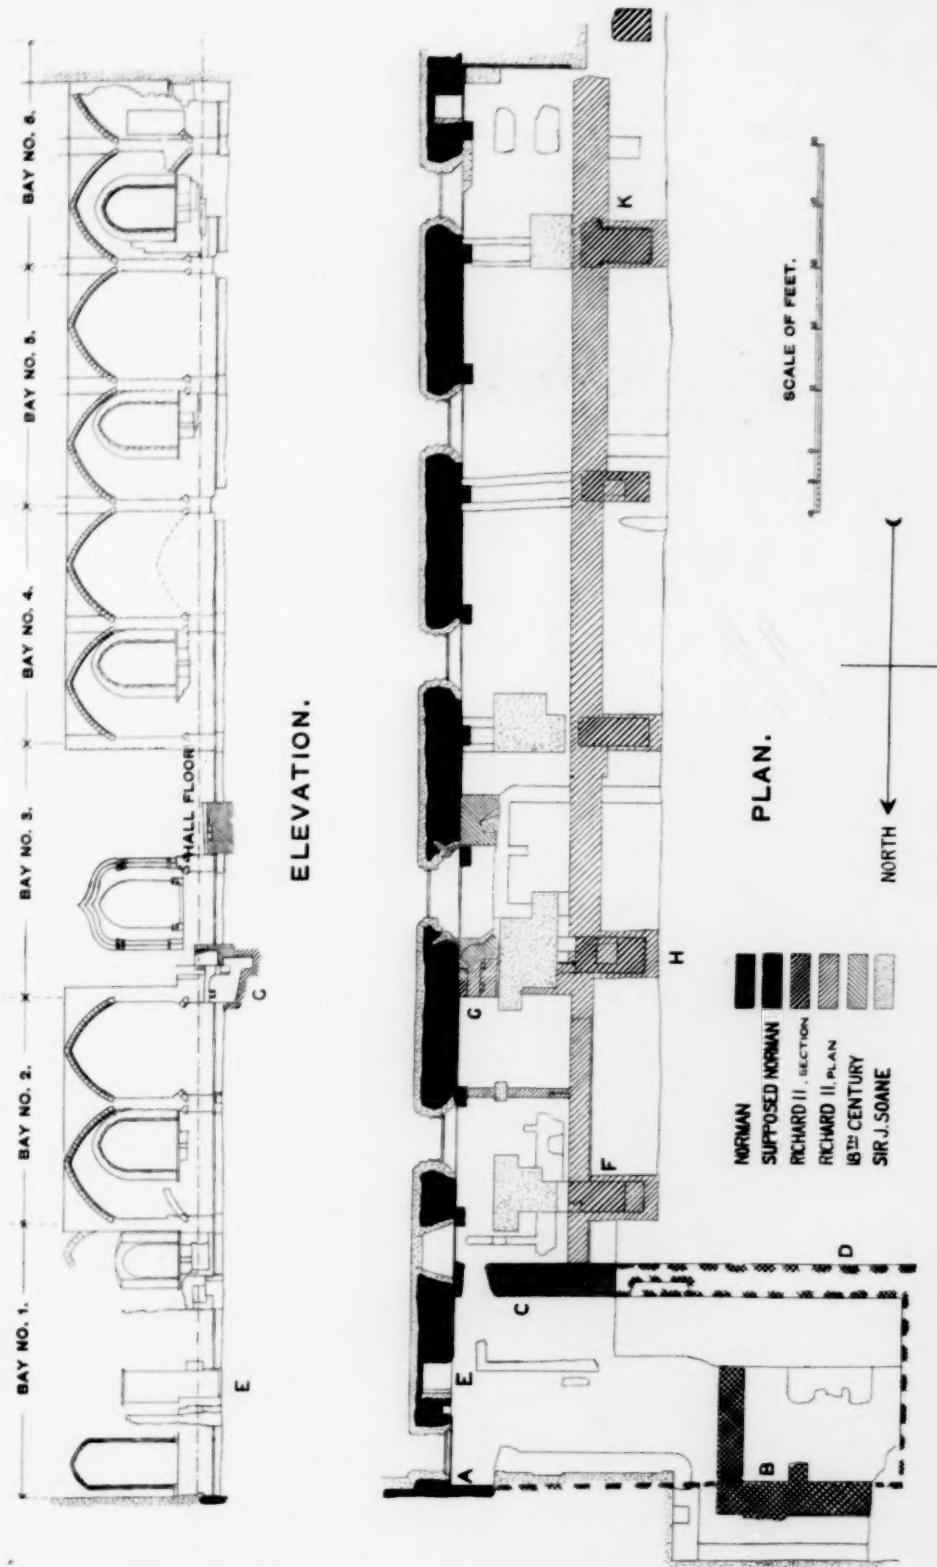 BAY NO. 1.
BAY NO. 2.
BAY NO. 3.
BAY NO. 4.
BAY NO. 5.
BAY NO. 6.
HALL FLOOR
E
G
ELEVATION.
A
E
G
C
F
H
K
B
D
PLAN.
SCALE OF FEET.
NORTH
NORMAN
SUPPOSED NORMAN
RICHARD II, SECTION
RICHARD II, PLAN
18TH CENTURY
SIR J. SOANE